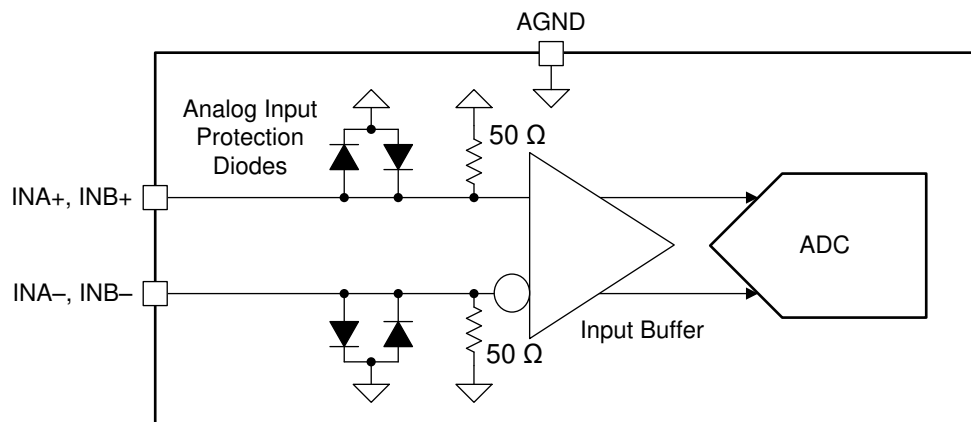 AGND
Analog Input
Protection
Diodes
50 Ω
INA+, INB+
ADC
INA–, INB–
50 Ω
Input Buffer